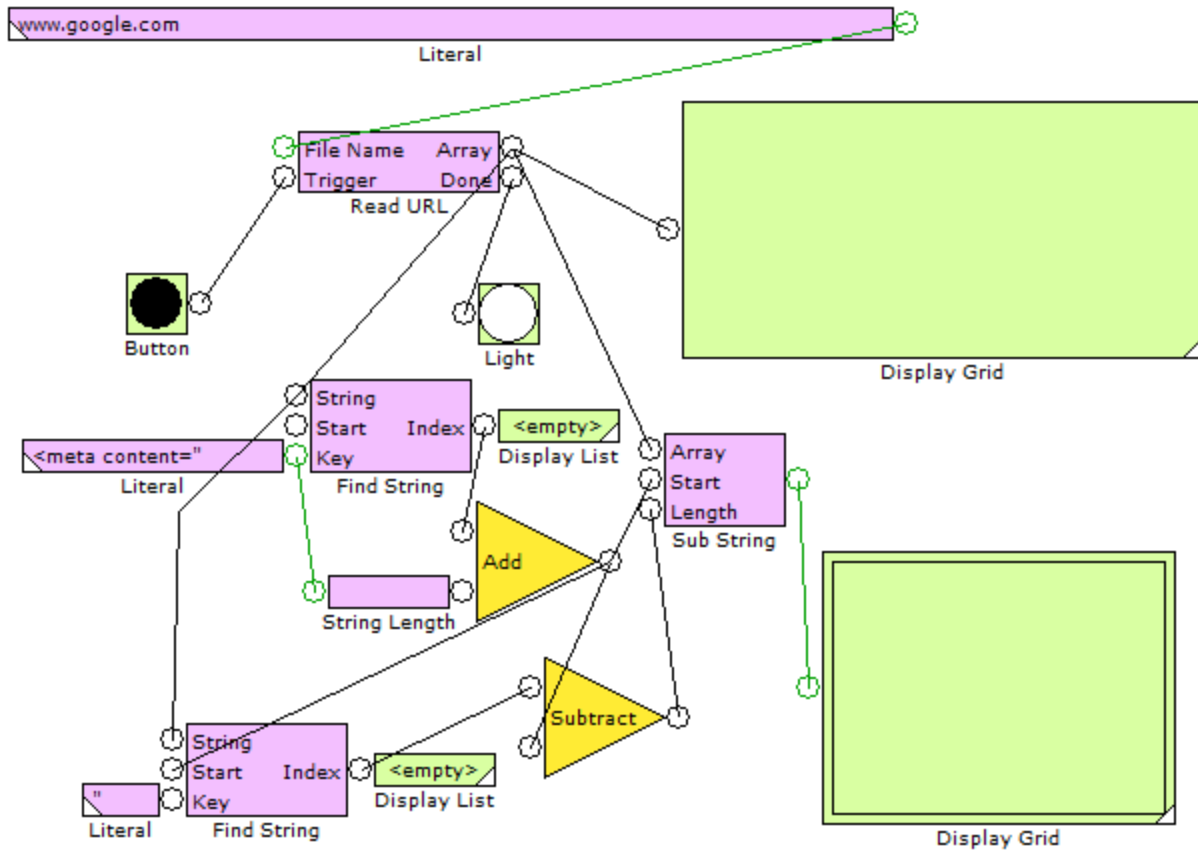 www.google.com
Literal
File Name Array
Trigger Done
Read URL
Button
Light
Display Grid
String
Start Index
Key
Find String
<meta content="
Literal
<empty>
Display List
Array
Start
Length
Sub String
Add
String Length
Subtract
String
Start Index
Key
Find String
"
Literal
<empty>
Display List
Display Grid